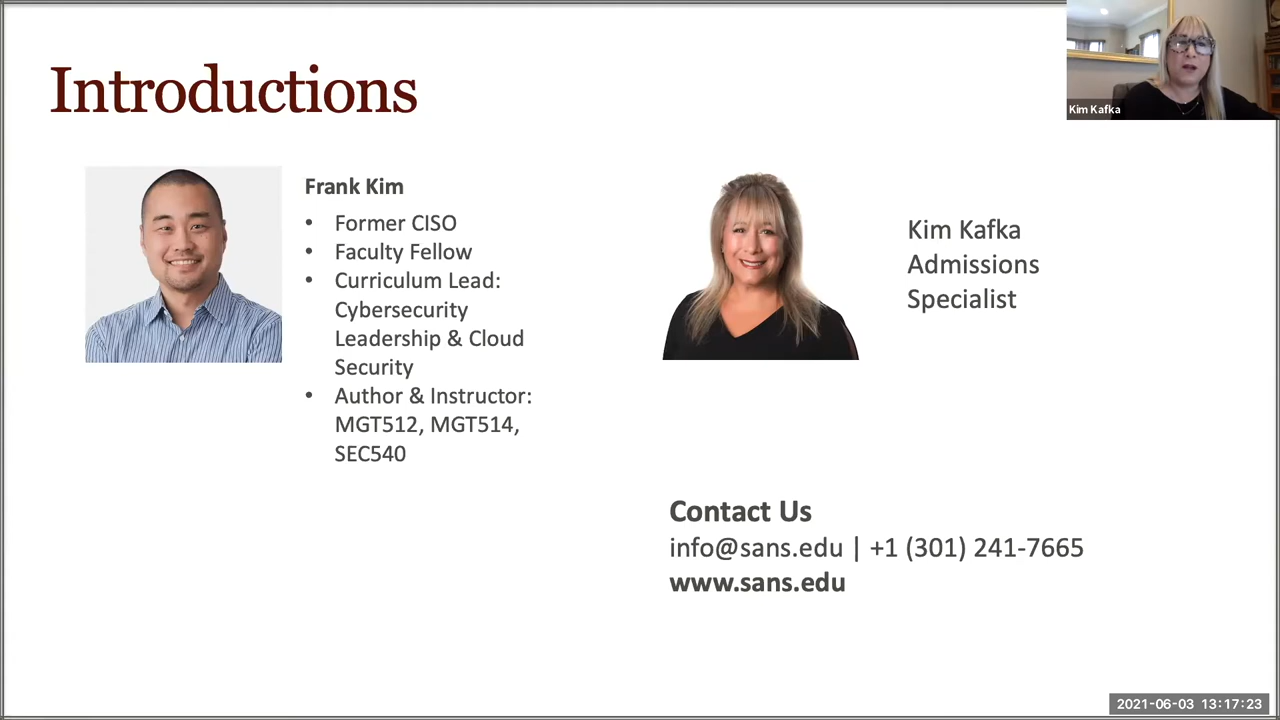 Introductions
Kim Kafka
Frank Kim
• Former CISO
• Faculty Fellow
• Curriculum Lead:
Cybersecurity
Leadership & Cloud
Security
• Author & Instructor:
MGT512, MGT514,
SEC540
Kim Kafka
Admissions
Specialist
Contact Us
info@sans.edu | +1 (301) 241-7665
www.sans.edu
2021-06-03 13:17:23